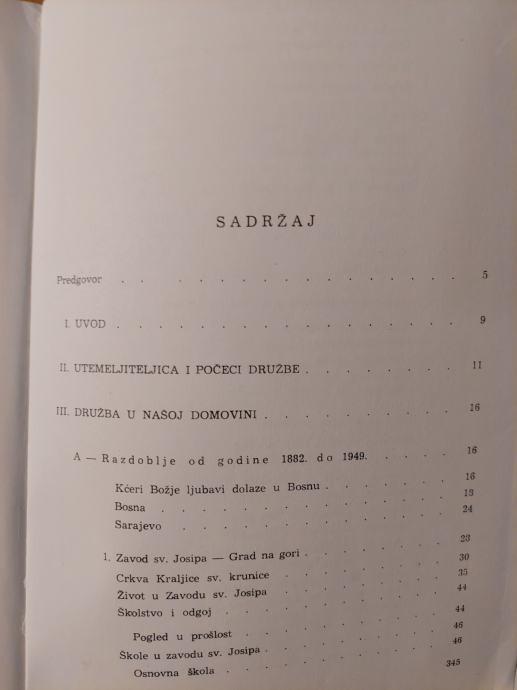 SADRŽAJ
Predgovor . . . . . . . . . . . . . . . 5
I. UVOD . . . . . . . . . . . . . . . 9
II. UTEMELJITELJICA I POČECI DRUŽBE . . . . . . 11
III. DRUŽBA U NAŠOJ DOMOVINI . . . . . . . . 16
A — Razdoblje od godine 1882. do 1949. . . . . 16
Kćeri Božje ljubavi dolaze u Bosnu . . . . . . 16
Bosna . . . . . . . . . . . . 18
Sarajevo . . . . . . . . . . . 24
1. Zavod sv. Josipa — Grad na gori . . . . . . 28
Crkva Kraljice sv. krunice . . . . . . . 30
Život u Zavodu sv. Josipa . . . . . . . 35
Školstvo i odgoj . . . . . . . . . 44
Pogled u prošlost . . . . . . . . 44
Škole u zavodu sv. Josipa . . . . . . . 46
Osnovna škola . . . . . . . . 46
345